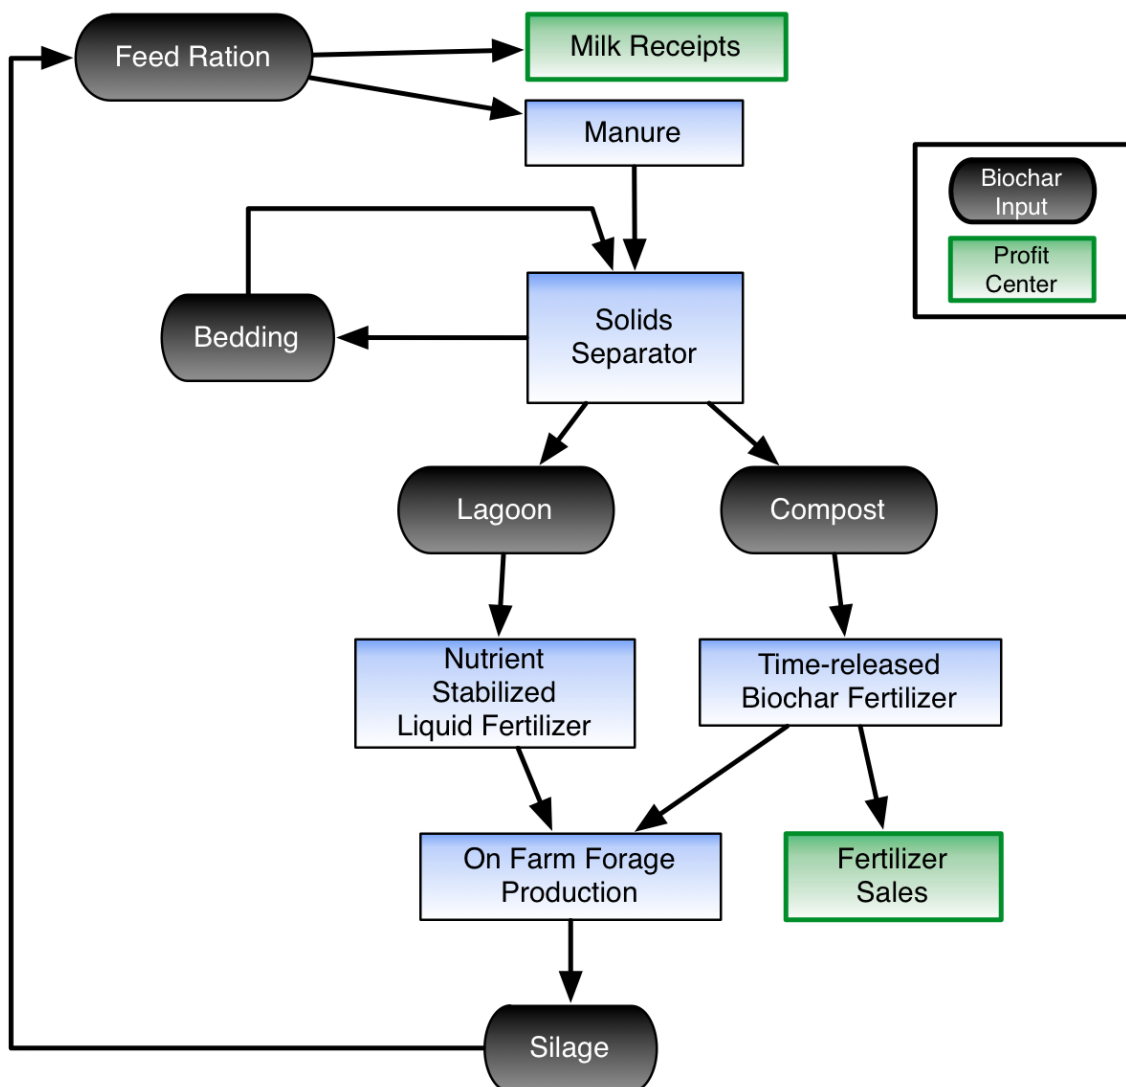 Feed Ration
Milk Receipts
Manure
Biochar
Input
Profit
Center
Solids
Separator
Bedding
Lagoon
Compost
Nutrient
Stabilized
Liquid Fertilizer
Time-released
Biochar Fertilizer
On Farm Forage
Production
Fertilizer
Sales
Silage